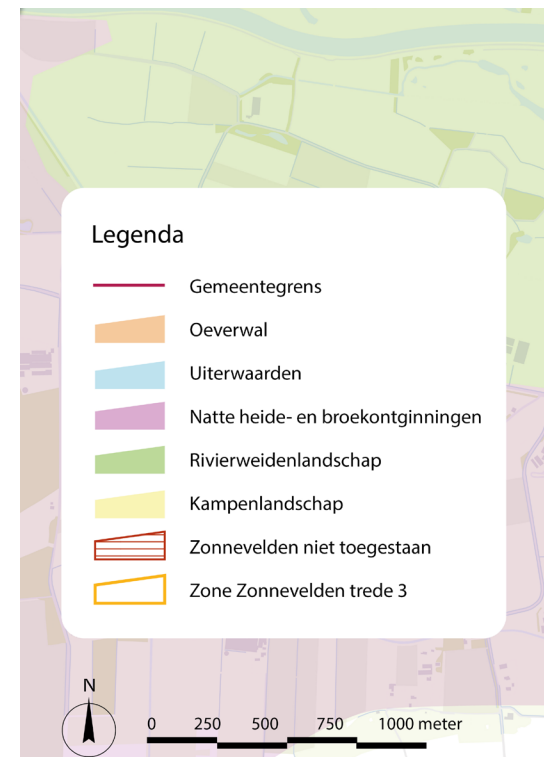 Legenda
Gemeentegrens
Oeverwal
Uiterwaarden
Natte heide- en broekontginningen
Rivierweidenlandschap
Kampenlandschap
Zonnevelden niet toegestaan
Zone Zonnevelden trede 3
N
0 250 500 750 1000 meter